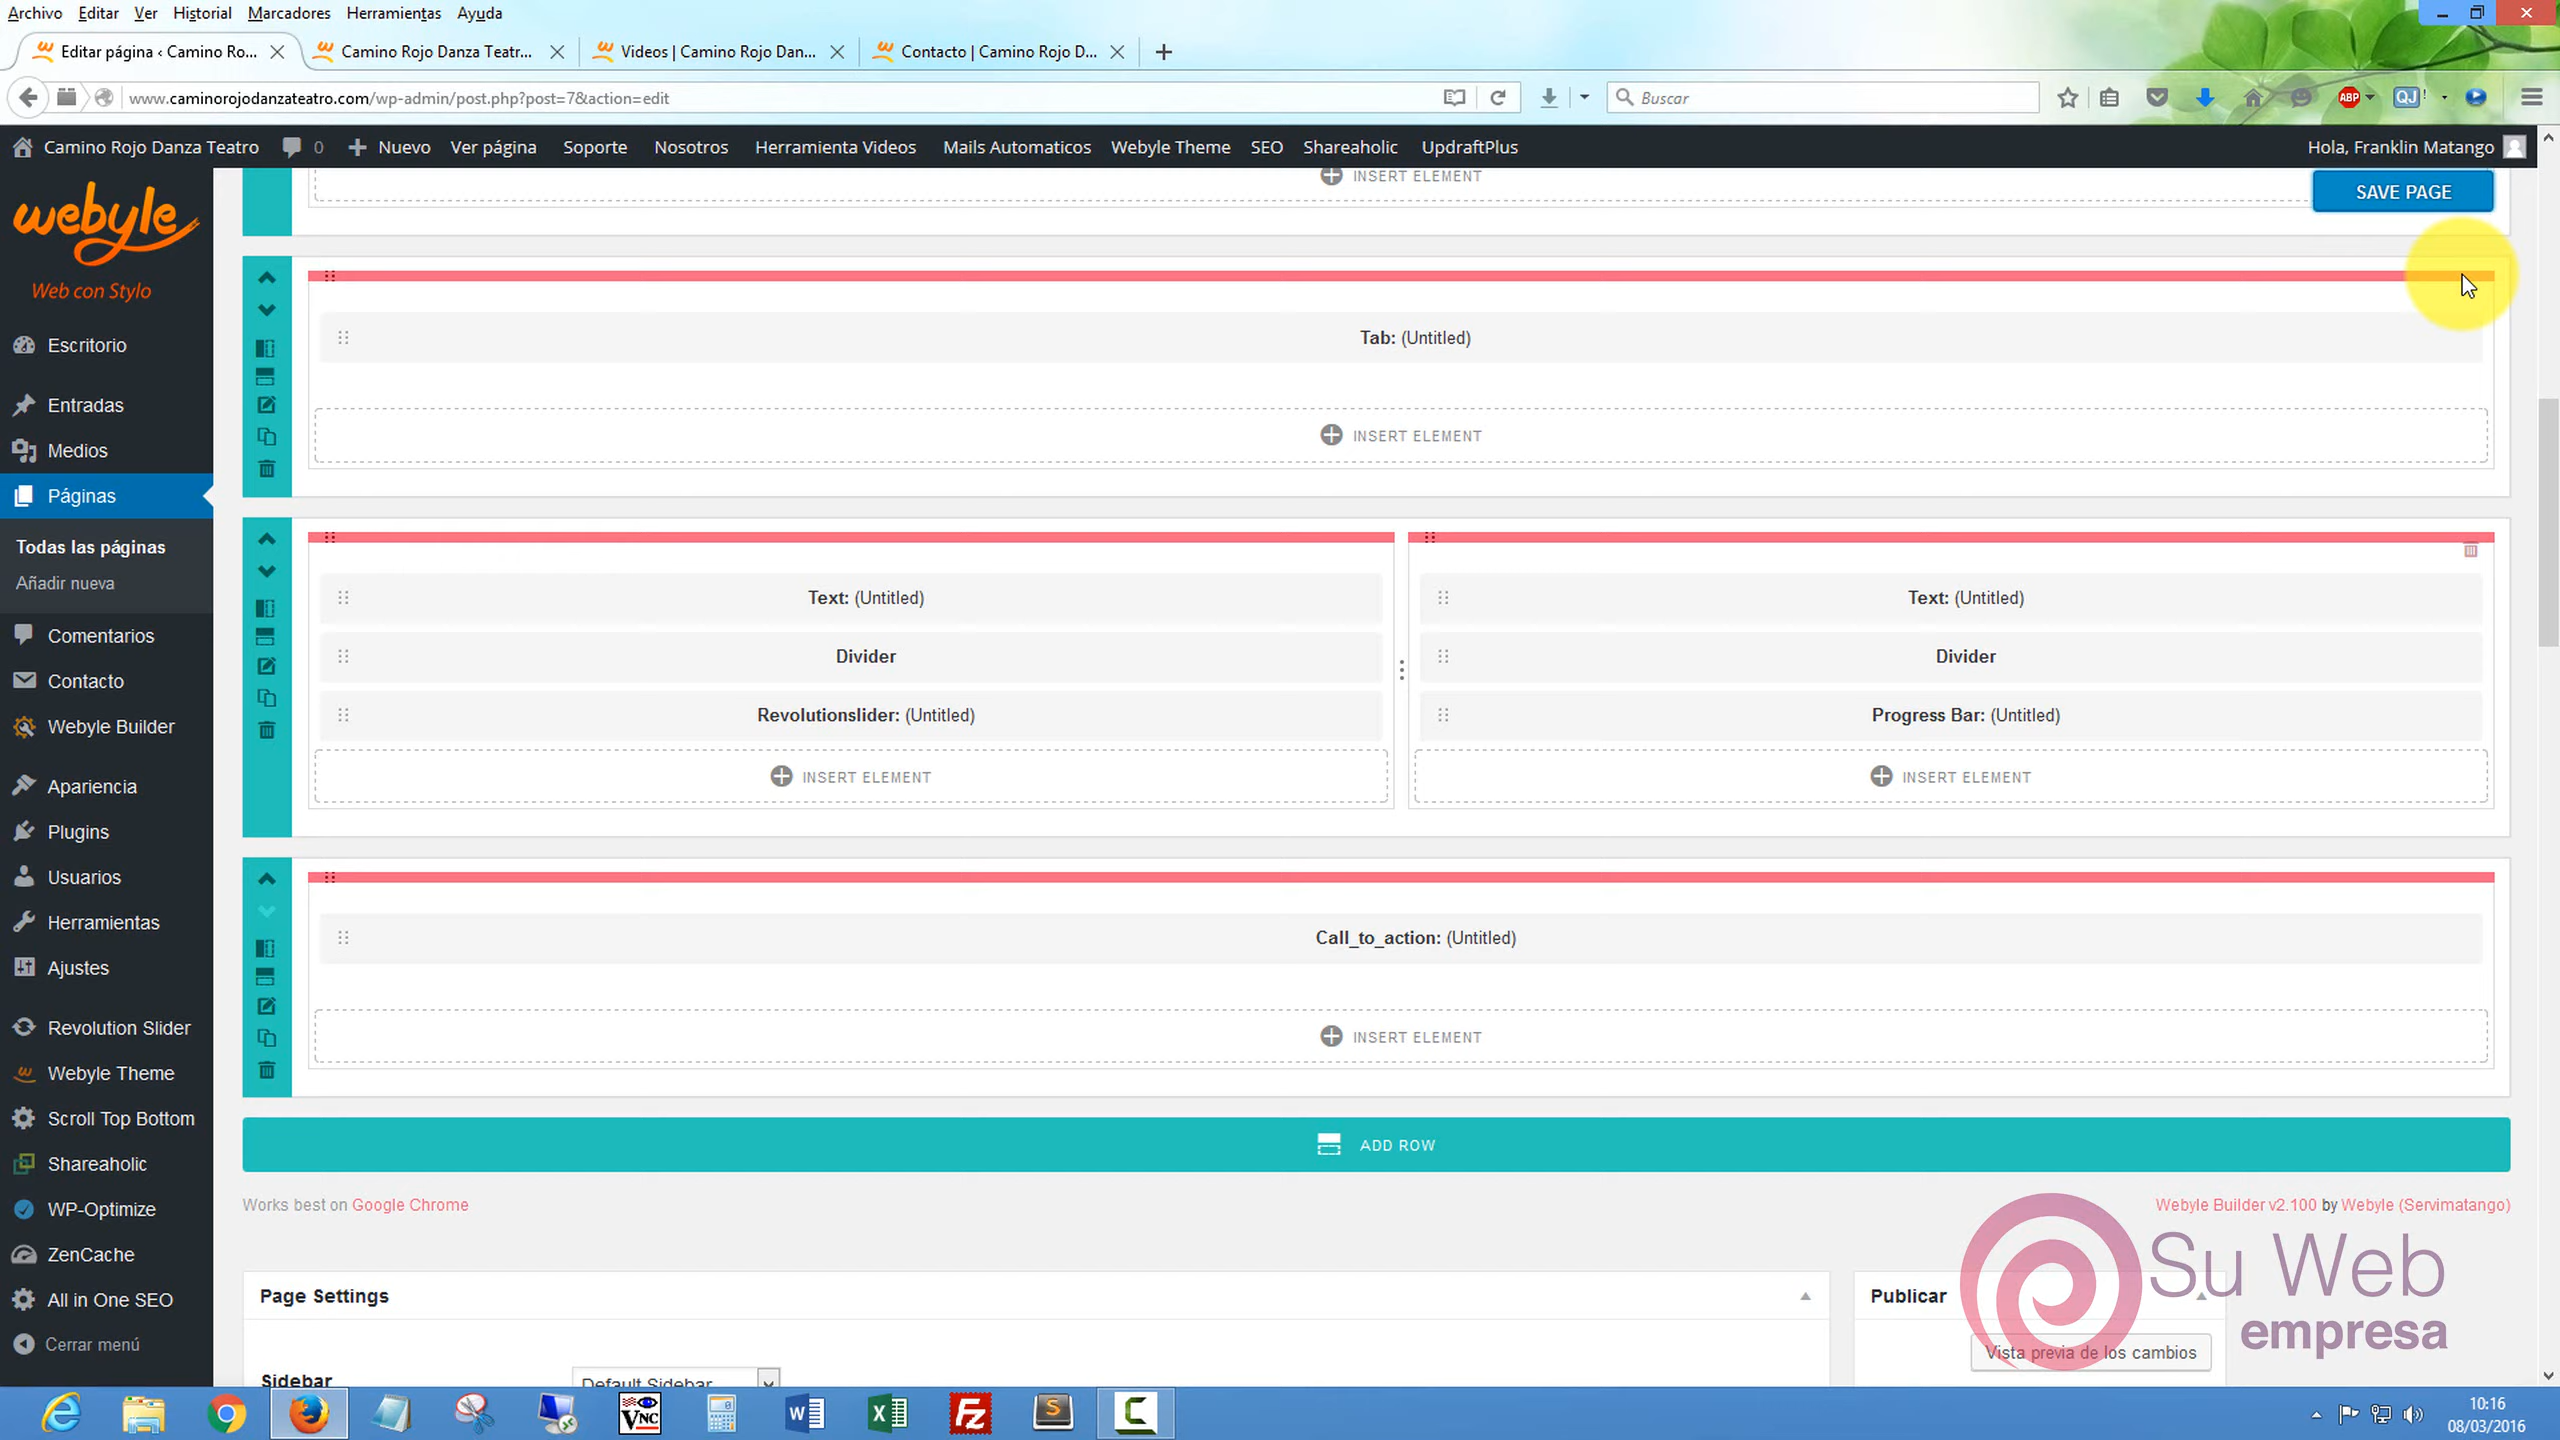 Archivo Editar Ver Historial Marcadores Herramientas Ayuda
Editar página ‹ Camino Ro... Camino Rojo Danza Teatr... Videos | Camino Rojo Dan... Contacto | Camino Rojo D...
www.caminorojodanzateatro.com/wp-admin/post.php?post=7&action=edit Buscar ABP QJ !
Camino Rojo Danza Teatro 0 Nuevo Ver página Soporte Nosotros Herramienta Videos Mails Automaticos Webyle Theme SEO Shareaholic UpdraftPlus Hola, Franklin Matango
INSERT ELEMENT
SAVE PAGE
webyle
Web con Stylo
Escritorio
Entradas
Medios
Páginas
Todas las páginas
Añadir nueva
Comentarios
Contacto
Webyle Builder
Apariencia
Plugins
Usuarios
Herramientas
Ajustes
Revolution Slider
Webyle Theme
Scroll Top Bottom
Shareaholic
WP-Optimize
ZenCache
All in One SEO
Cerrar menú
Tab: (Untitled)
INSERT ELEMENT
Text: (Untitled) Text: (Untitled)
Divider Divider
Revolutionslider: (Untitled) Progress Bar: (Untitled)
INSERT ELEMENT INSERT ELEMENT
Call_to_action: (Untitled)
INSERT ELEMENT
ADD ROW
Works best on Google Chrome Webyle Builder v2.100 by Webyle (Servimatango)
Page Settings Publicar
Su Web
empresa
Vista previa de los cambios
Sidebar Default Sidebar
VNC
10:16
08/03/2016